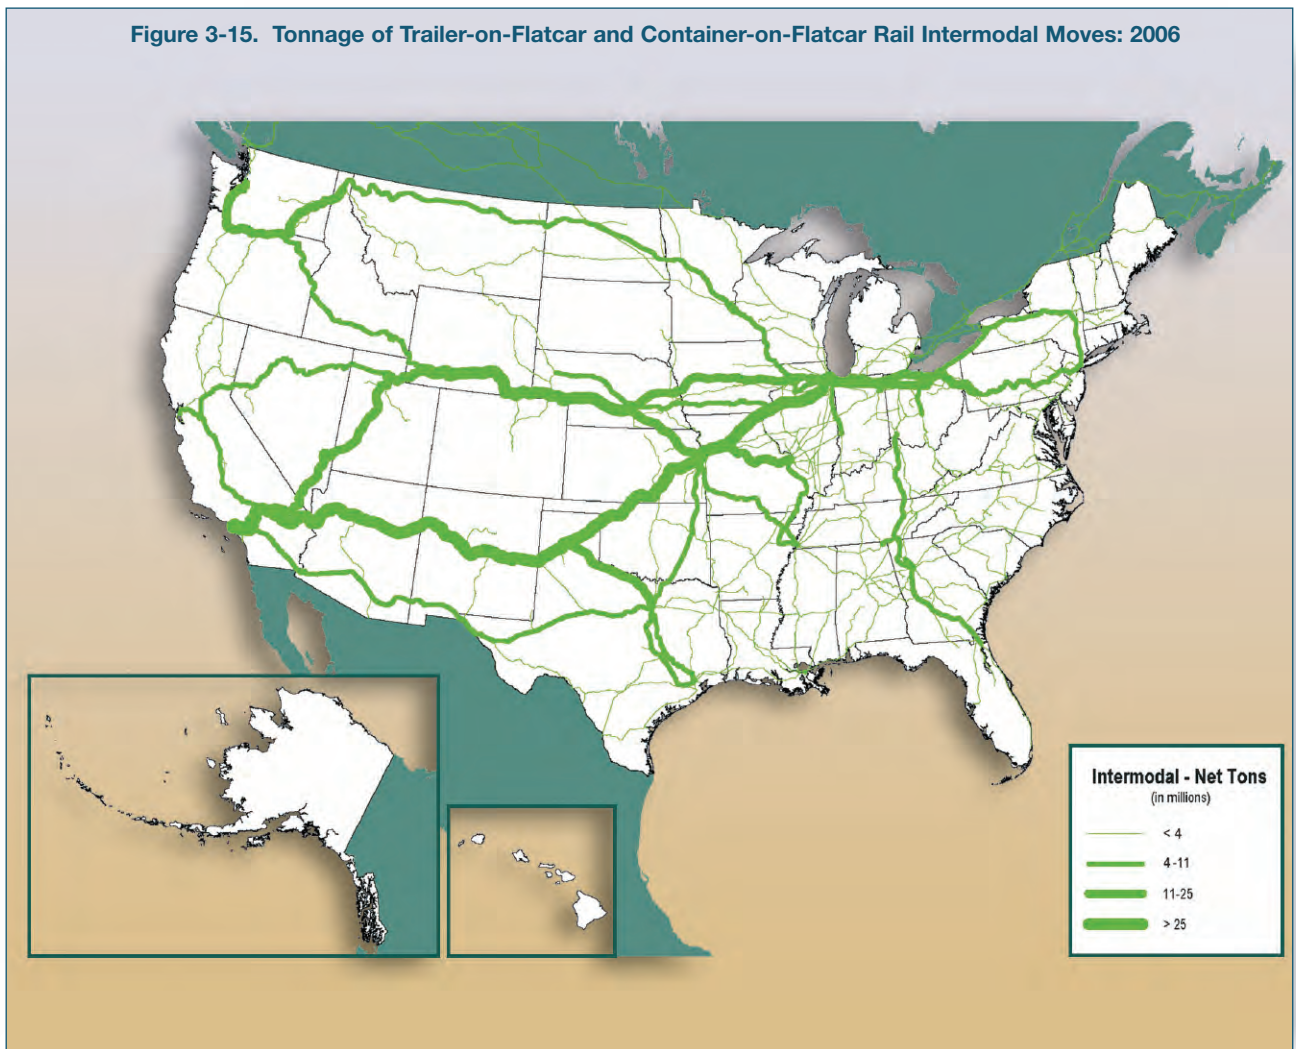 Figure 3-15. Tonnage of Trailer-on-Flatcar and Container-on-Flatcar Rail Intermodal Moves: 2006
Intermodal - Net Tons
(in millions)
< 4
4-11
11-25
> 25